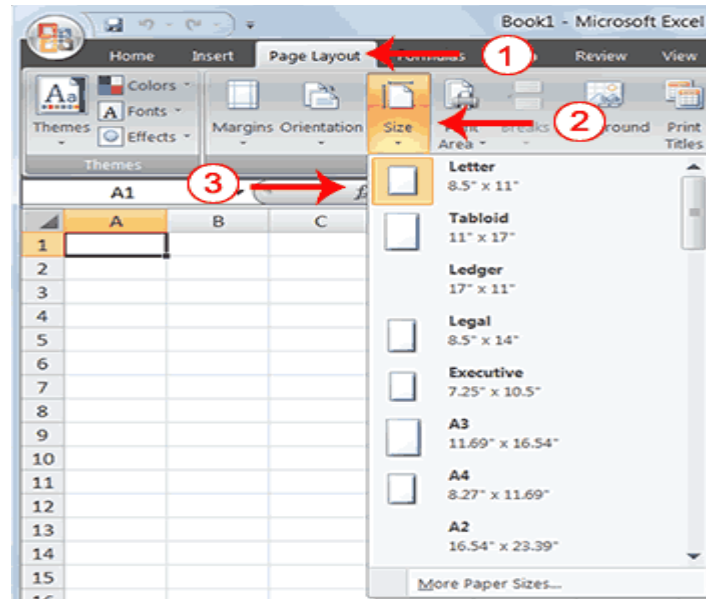 Book1 - Microsoft Excel
Home Insert Page Layout Formulas 1 Review View
Colors
Fonts
Effects
Themes Margins Orientation Size Print Area Breaks 2 Print Titles
Themes
A1 3
A B C
1
2
3
4
5
6
7
8
9
10
11
12
13
14
15
Letter
8.5" x 11"
Tabloid
11" x 17"
Ledger
17" x 11"
Legal
8.5" x 14"
Executive
7.25" x 10.5"
A3
11.69" x 16.54"
A4
8.27" x 11.69"
A2
16.54" x 23.39"
More Paper Sizes...